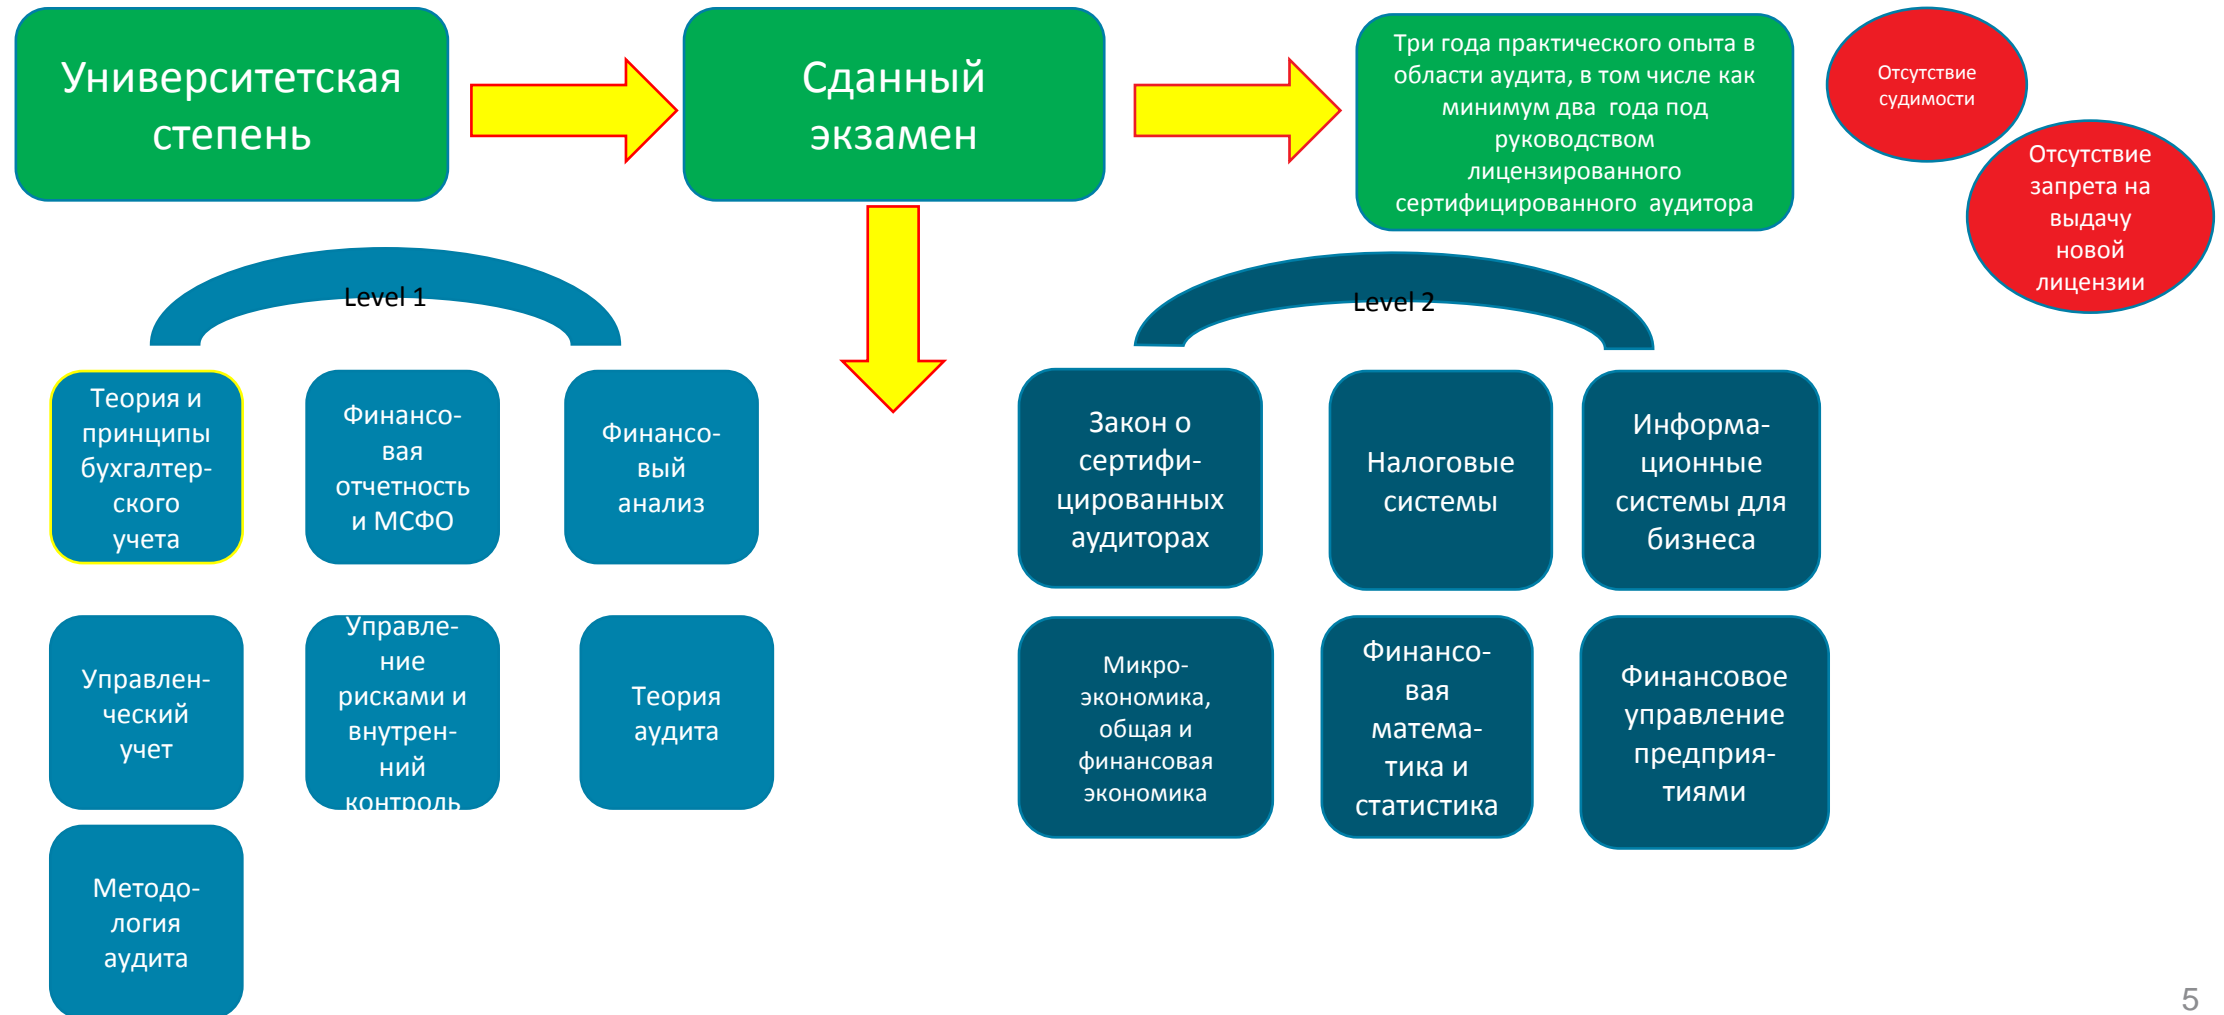 Университетская
степень
Сданный
экзамен
Три года практического опыта в
области аудита, в том числе как
минимум два  года под
руководством
лицензированного
сертифицированного  аудитора
Отсутствие
судимости
Отсутствие
запрета на
выдачу
новой
лицензии
Level 1
Теория и
принципы
бухгалтер-
ского
учета
Финансо-
вая
отчетность
и МСФО
Финансо-
вый
анализ
Управлен-
ческий
учет
Управле-
ние
рисками и
внутрен-
ний
контроль
Теория
аудита
Методо-
логия
аудита
Level 2
Закон о
сертифи-
цированных
аудиторах
Налоговые
системы
Информа-
ционные
системы для
бизнеса
Микро-
экономика,
общая и
финансовая
экономика
Финансо-
вая
матема-
тика и
статистика
Финансовое
управление
предприя-
тиями
5